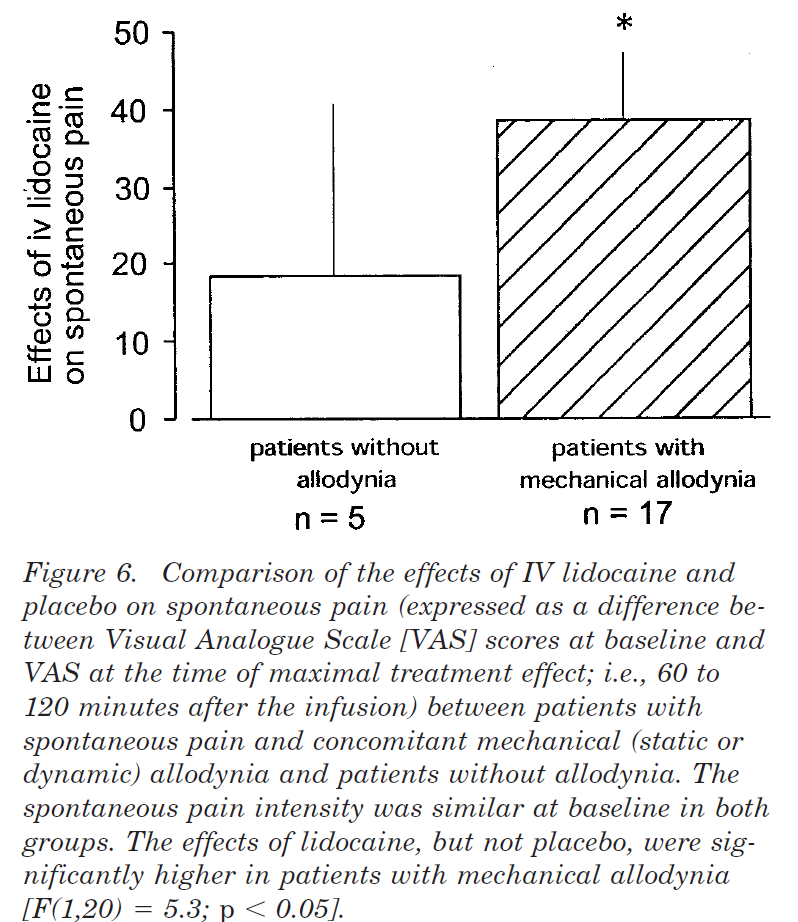 50
40
30
20
10
0
Effects of iv lidocaine
on spontaneous pain
*
patients without
allodynia
n = 5
patients with
mechanical allodynia
n = 17
Figure 6. Comparison of the effects of IV lidocaine and
placebo on spontaneous pain (expressed as a difference be-
tween Visual Analogue Scale [VAS] scores at baseline and
VAS at the time of maximal treatment effect; i.e., 60 to
120 minutes after the infusion) between patients with
spontaneous pain and concomitant mechanical (static or
dynamic) allodynia and patients without allodynia. The
spontaneous pain intensity was similar at baseline in both
groups. The effects of lidocaine, but not placebo, were sig-
nificantly higher in patients with mechanical allodynia
[F(1,20) = 5.3; p < 0.05].